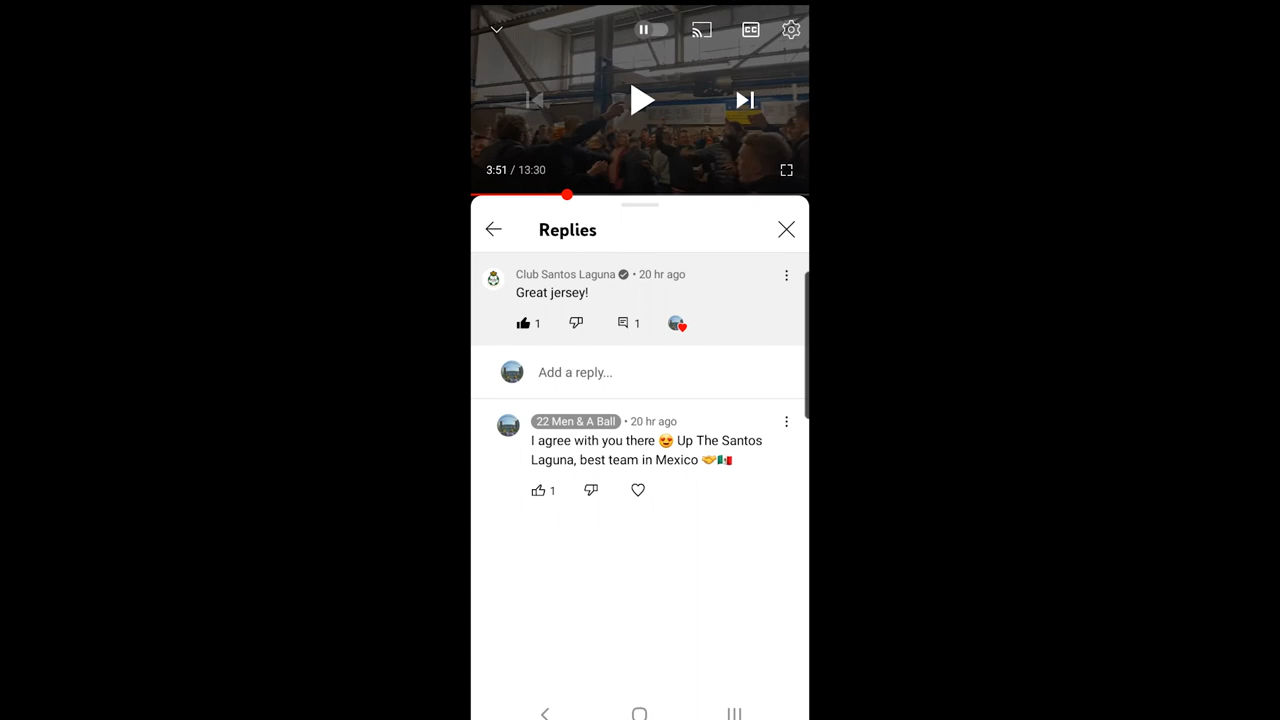 CC
3:51 / 13:30
Replies
Club Santos Laguna • 20 hr ago
Great jersey!
1 1
Add a reply...
22 Men & A Ball • 20 hr ago
I agree with you there 😍 Up The Santos
Laguna, best team in Mexico 🤝🇲🇽
1